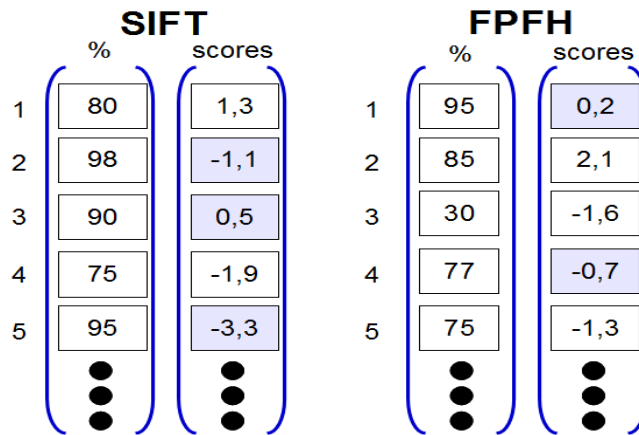 SIFT FPFH
% scores % scores
1 80 1,3 1 95 0,2
2 98 -1,1 2 85 2,1
3 90 0,5 3 30 -1,6
4 75 -1,9 4 77 -0,7
5 95 -3,3 5 75 -1,3